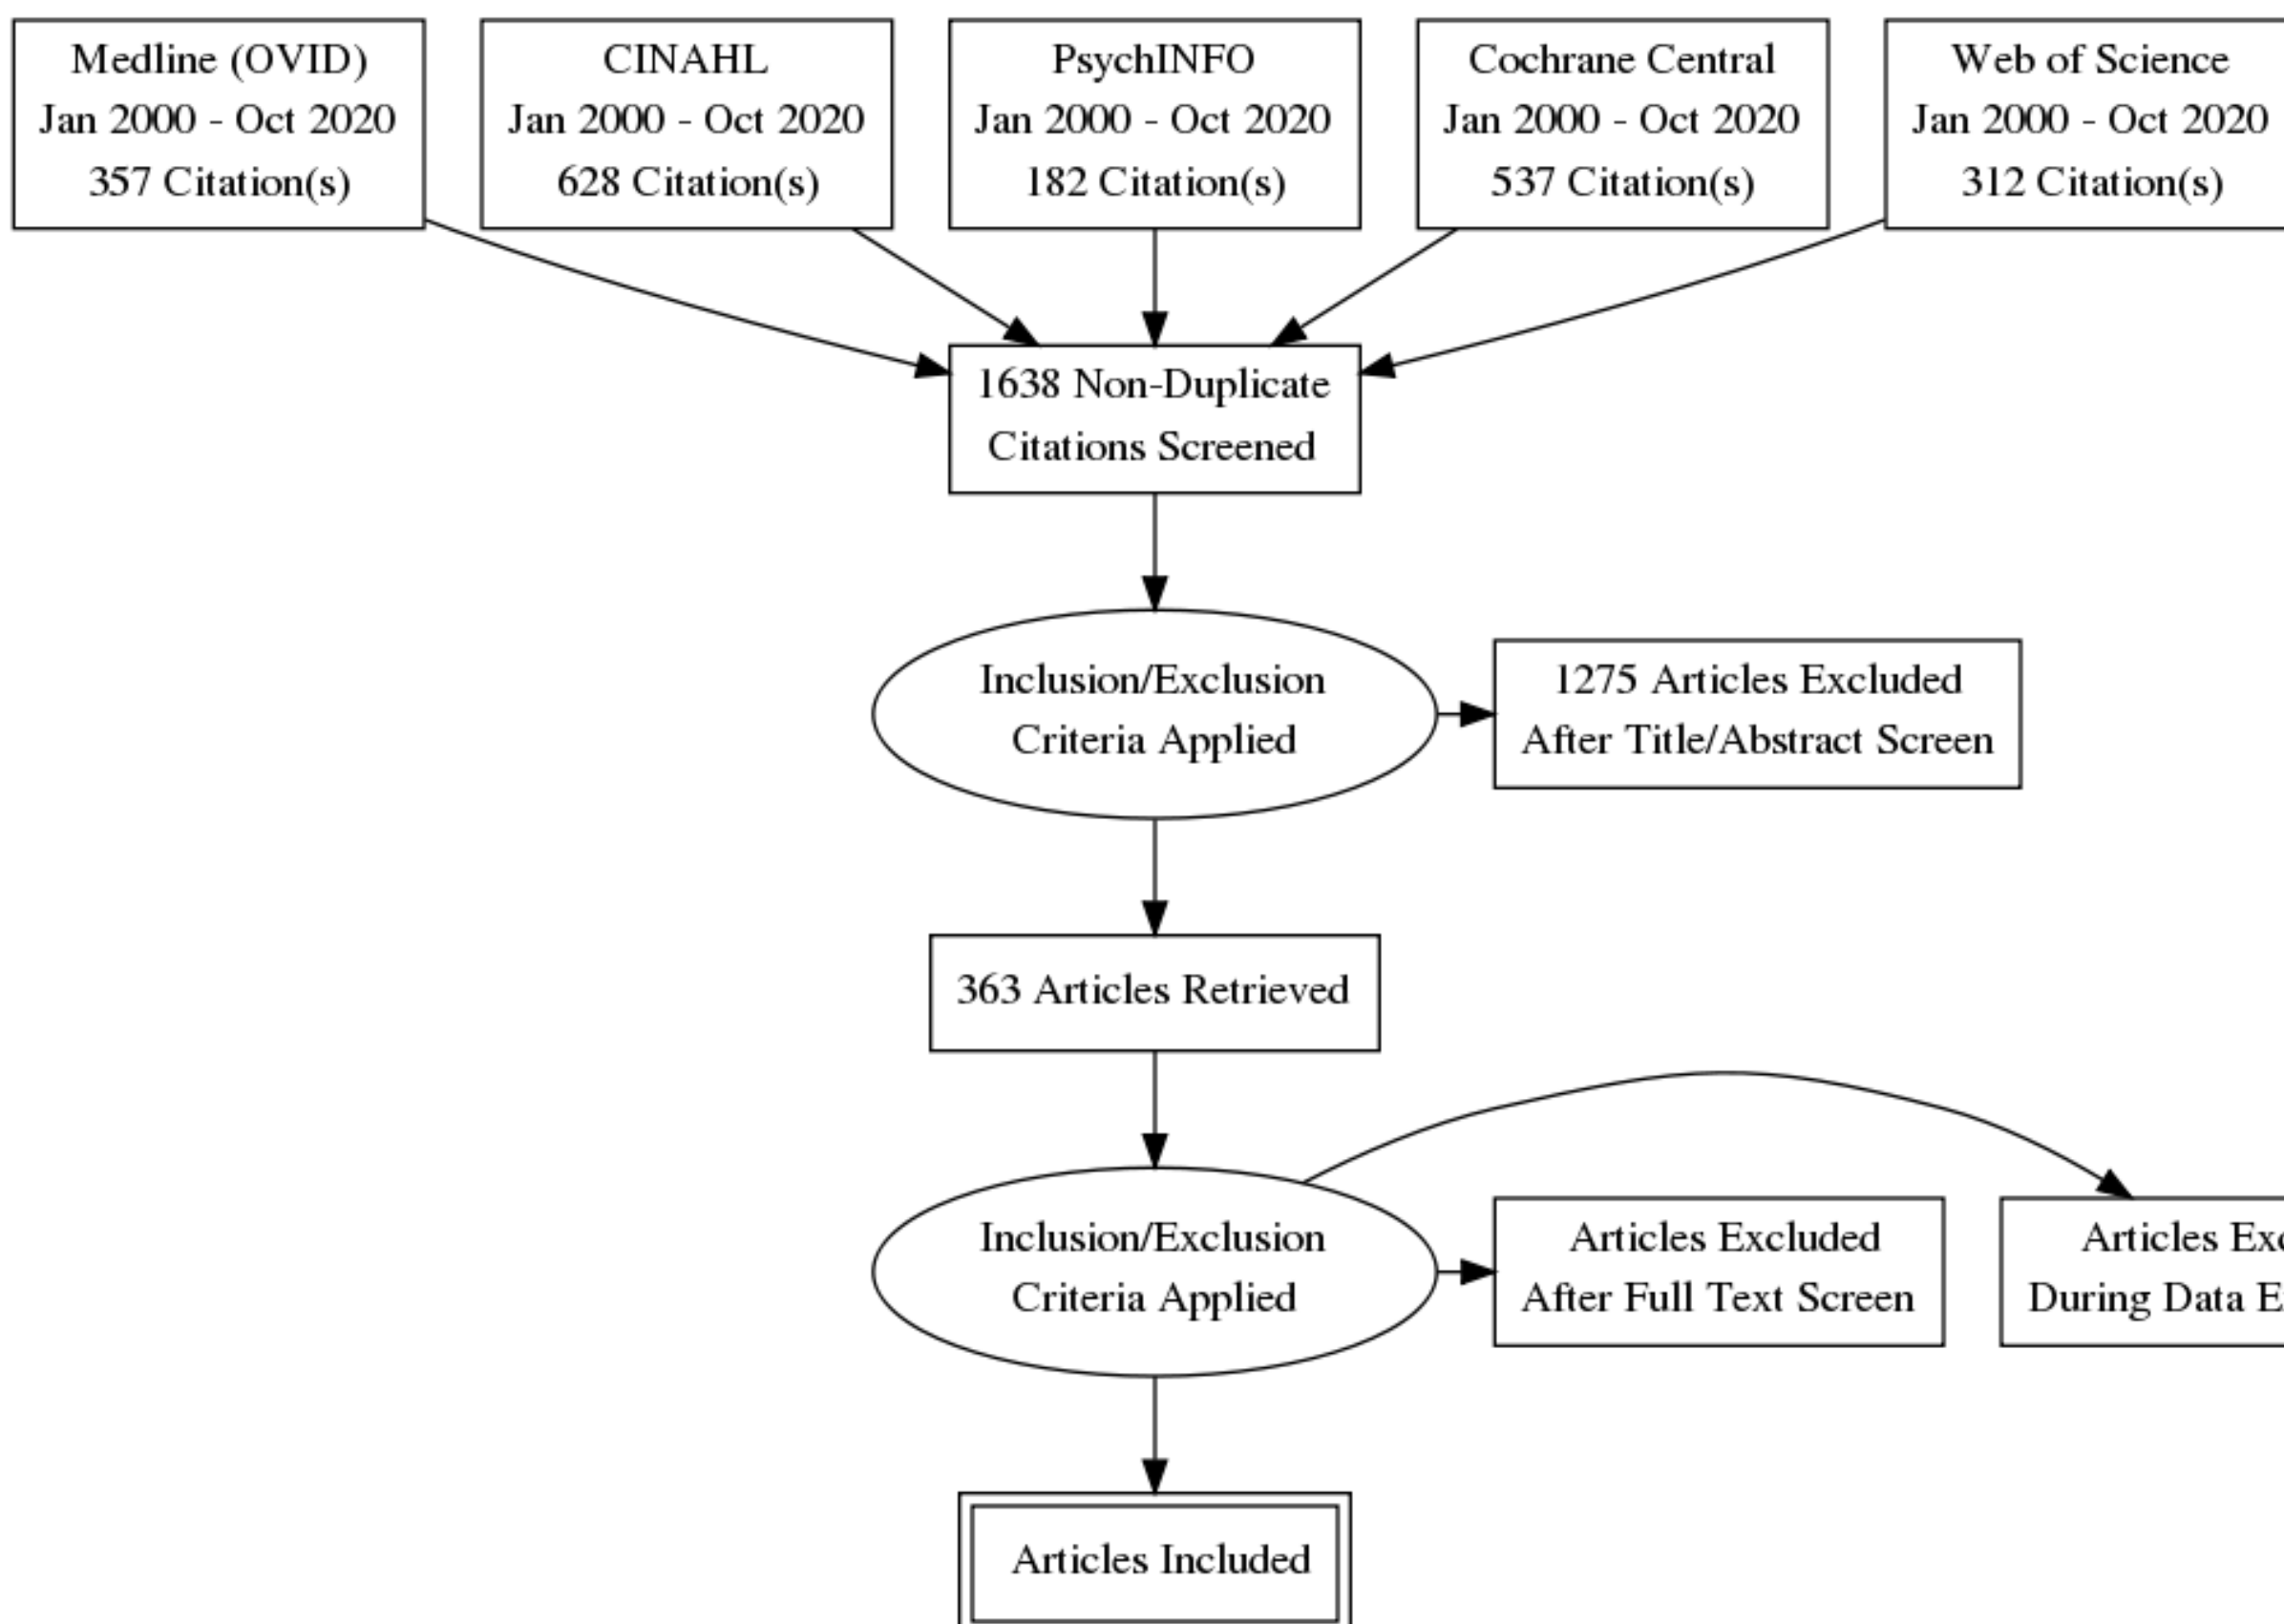 Medline (OVID)
Jan 2000 - Oct 2020
357 Citation(s)
CINAHL
Jan 2000 - Oct 2020
628 Citation(s)
PsychINFO
Jan 2000 - Oct 2020
182 Citation(s)
Cochrane Central
Jan 2000 - Oct 2020
537 Citation(s)
Web of Science
Jan 2000 - Oct 2020
312 Citation(s)
1638 Non-Duplicate
Citations Screened
Inclusion/Exclusion
Criteria Applied
1275 Articles Excluded
After Title/Abstract Screen
363 Articles Retrieved
Inclusion/Exclusion
Criteria Applied
Articles Excluded
After Full Text Screen
Articles
During Data
Articles Included